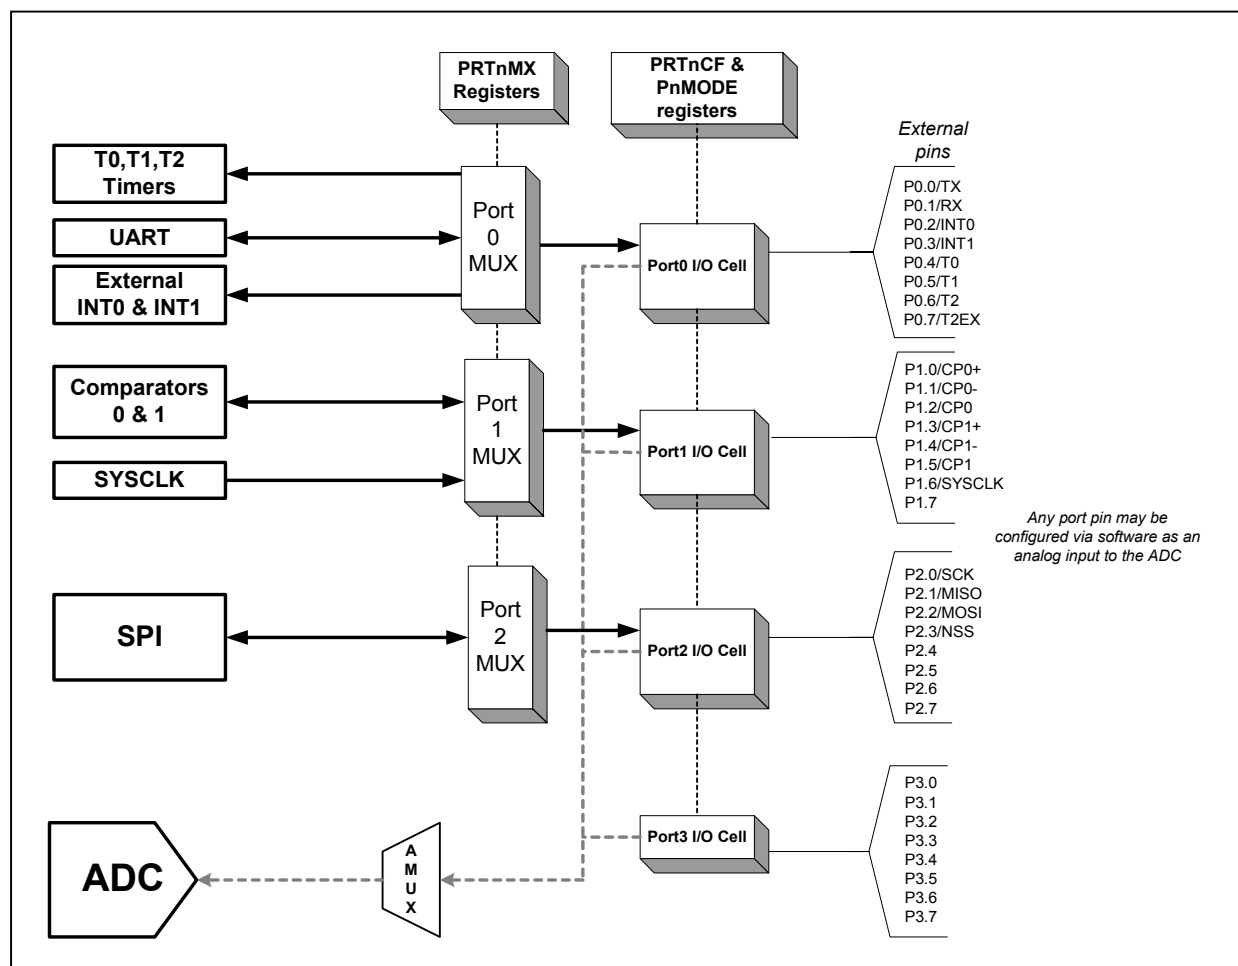 PRTnMX
Registers
PRTnCF &
PnMODE
registers
External
pins
T0,T1,T2
Timers
UART
External
INT0 & INT1
Port
0
MUX
Port0 I/O Cell
P0.0/TX
P0.1/RX
P0.2/INT0
P0.3/INT1
P0.4/T0
P0.5/T1
P0.6/T2
P0.7/T2EX
Comparators
0 & 1
SYSCLK
Port
1
MUX
Port1 I/O Cell
P1.0/CP0+
P1.1/CP0-
P1.2/CP0
P1.3/CP1+
P1.4/CP1-
P1.5/CP1
P1.6/SYSCLK
P1.7
Any port pin may be
configured via software as an
analog input to the ADC
SPI
Port
2
MUX
Port2 I/O Cell
P2.0/SCK
P2.1/MISO
P2.2/MOSI
P2.3/NSS
P2.4
P2.5
P2.6
P2.7
ADC
A
M
U
X
Port3 I/O Cell
P3.0
P3.1
P3.2
P3.3
P3.4
P3.5
P3.6
P3.7